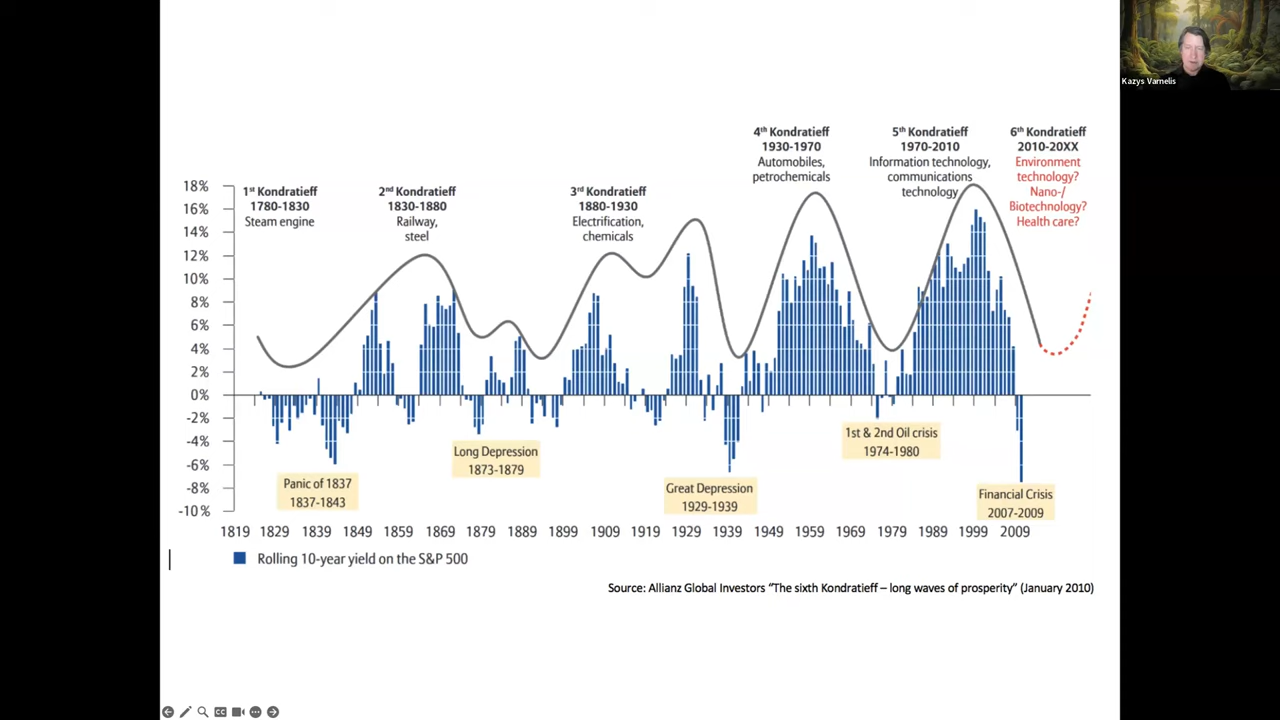 Kazys Varnelis
4th Kondratieff
1930-1970
Automobiles,
petrochemicals
5th Kondratieff
1970-2010
Information technology,
communications
technology
6th Kondratieff
2010-20XX
Environment
technology?
Nano-/
Biotechnology?
Health care?
1st Kondratieff
1780-1830
Steam engine
2nd Kondratieff
1830-1880
Railway,
steel
3rd Kondratieff
1880-1930
Electrification,
chemicals
18%
16%
14%
12%
10%
8%
6%
4%
2%
0%
-2%
-4%
-6%
-8%
-10%
Panic of 1837
1837-1843
Long Depression
1873-1879
Great Depression
1929-1939
1st & 2nd Oil crisis
1974-1980
Financial Crisis
2007-2009
1819 1829 1839 1849 1859 1869 1879 1889 1899 1909 1919 1929 1939 1949 1959 1969 1979 1989 1999 2009
Rolling 10-year yield on the S&P 500
Source: Allianz Global Investors “The sixth Kondratieff – long waves of prosperity” (January 2010)
CC